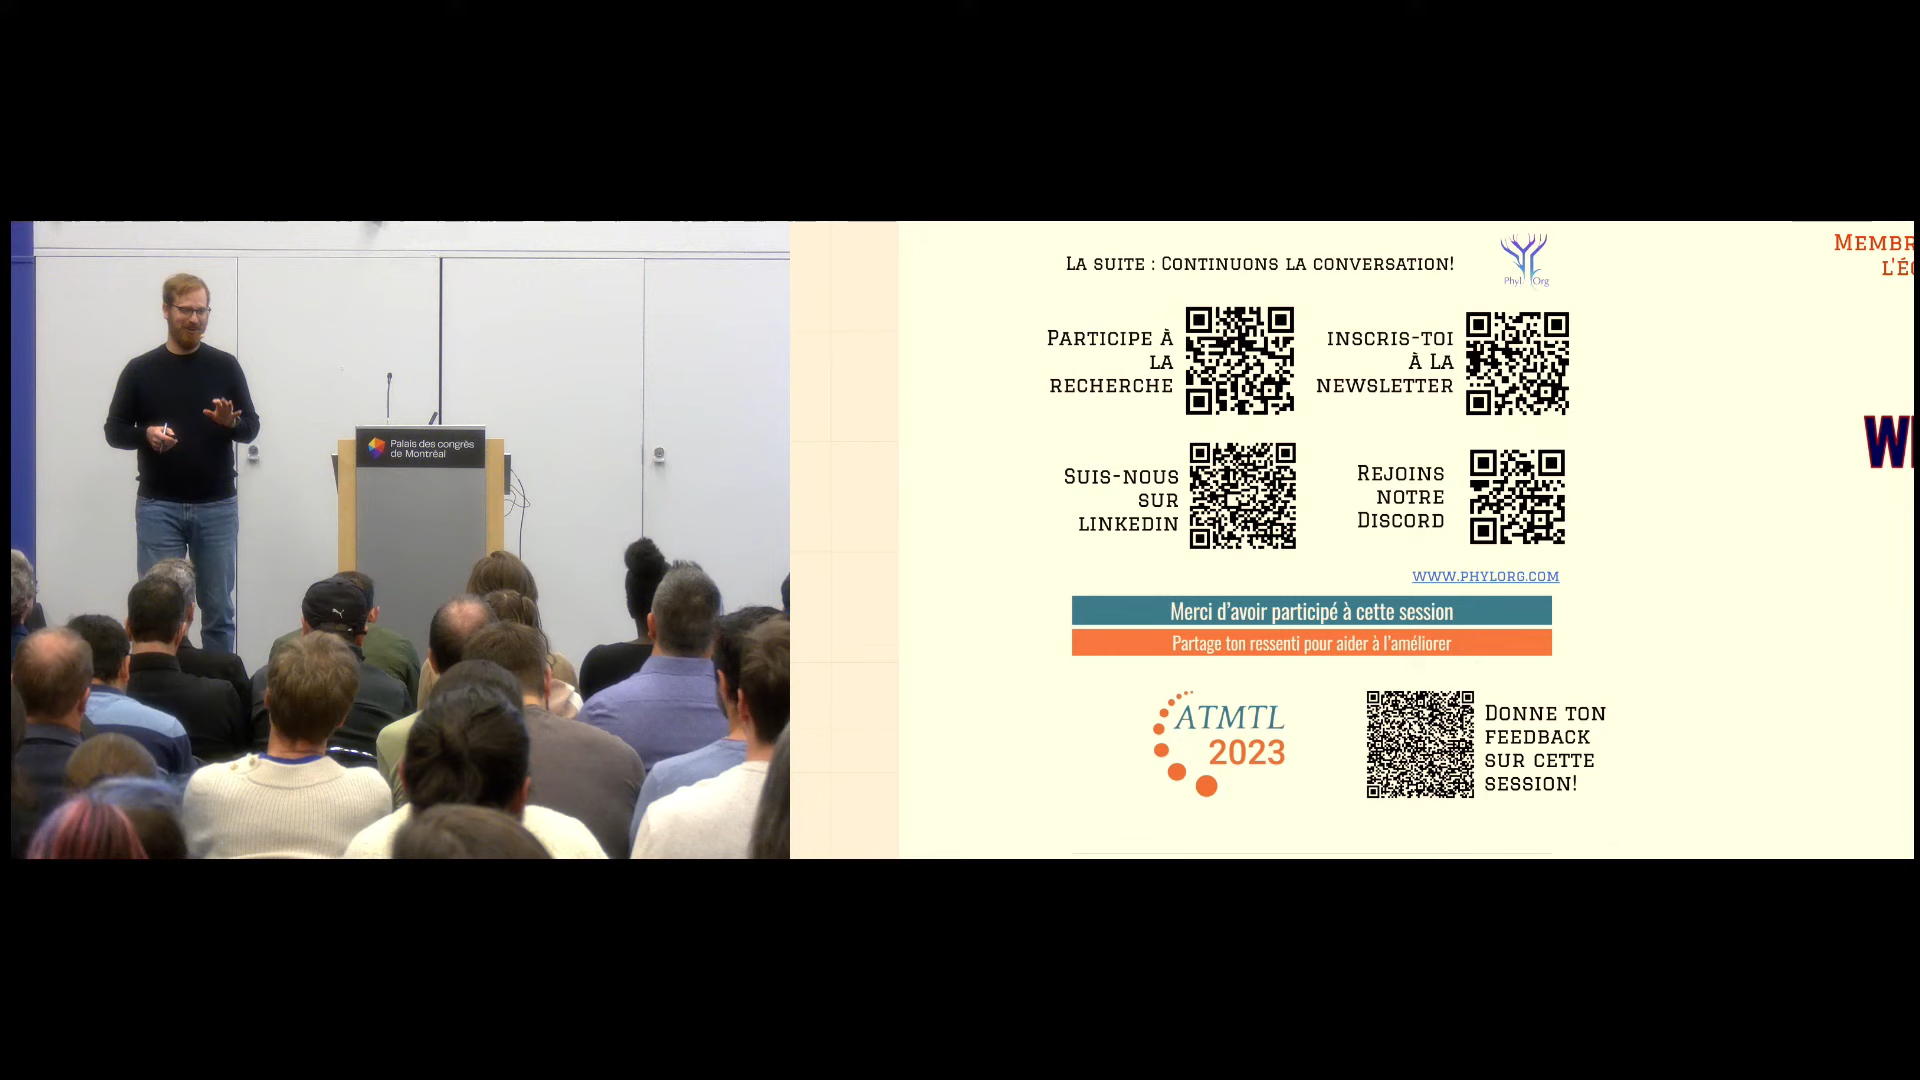 Palais des congrès
de Montréal
La suite : Continuons la conversation!
Phyl Org
Participe à
la
recherche
inscris-toi
à la
newsletter
Suis-nous
sur
linkedin
Rejoins
notre
Discord
www.phylorg.com
Merci d'avoir participé à cette session
Partage ton ressenti pour aider à l'améliorer
ATMTL
2023
Donne ton
feedback
sur cette
session!